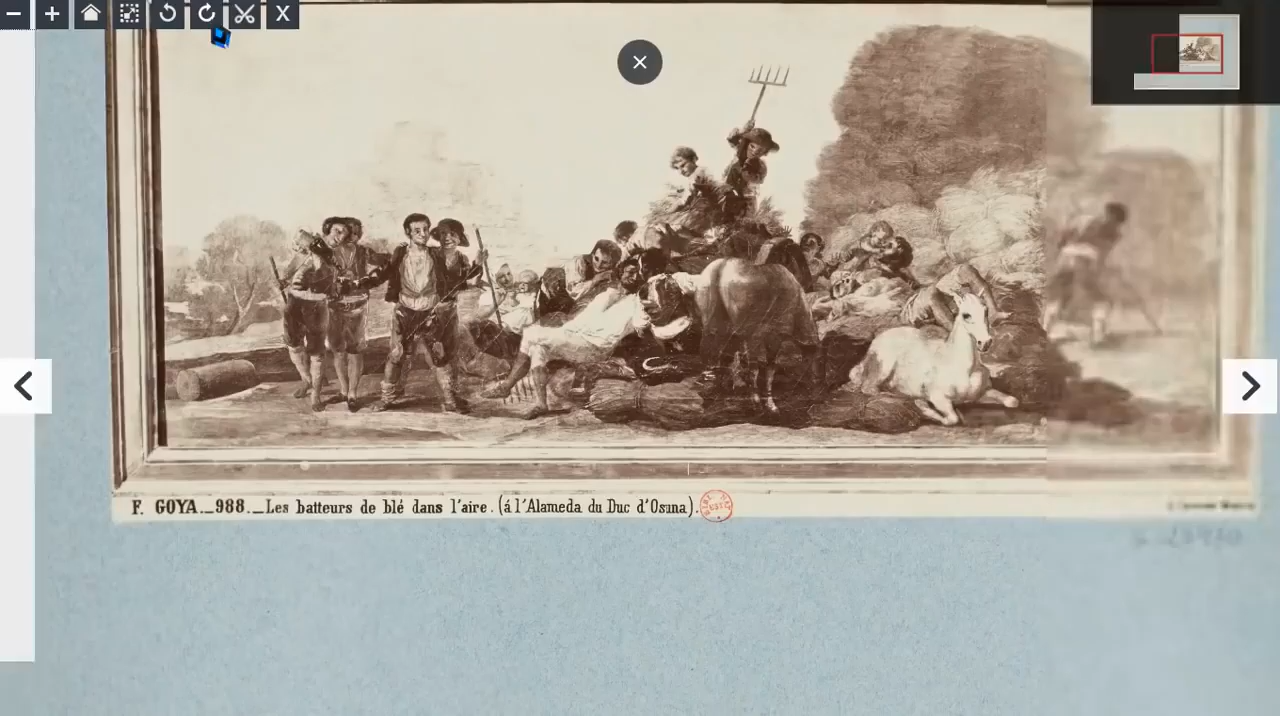 F. GOYA._988._Les batteurs de blé dans l'aire. (á l'Alameda du Duc d'Osuna).